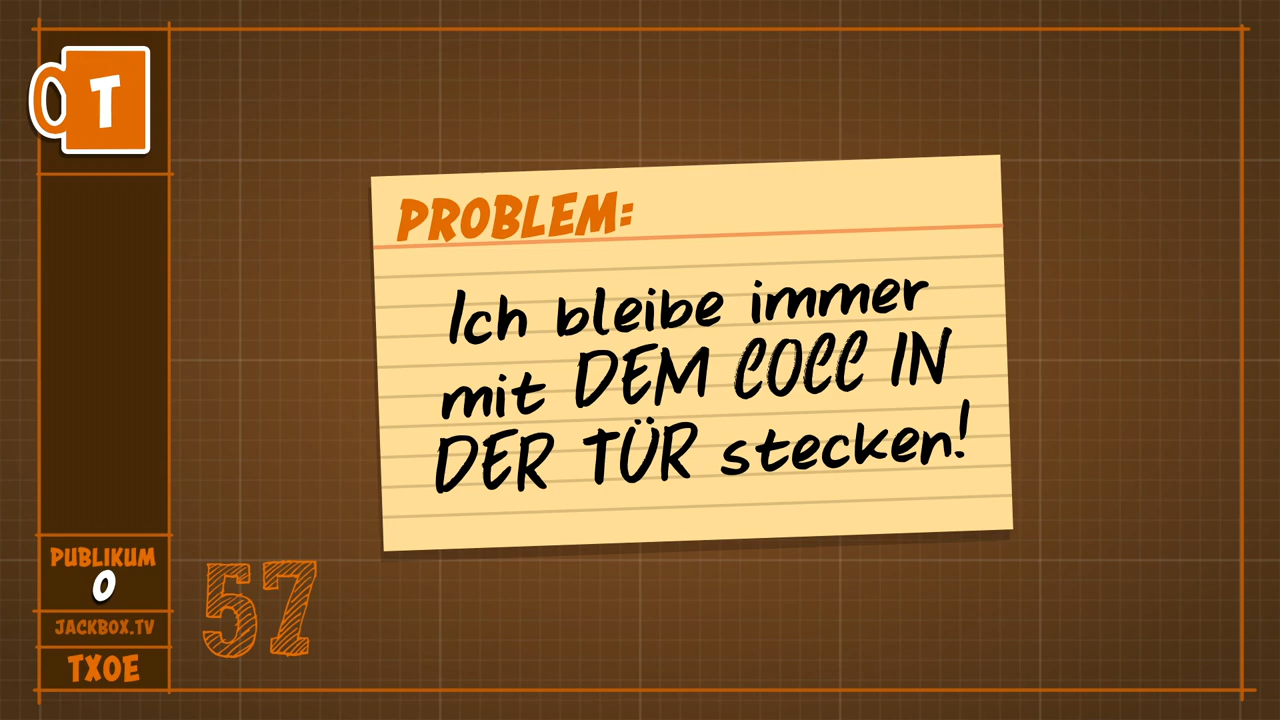 T
PROBLEM:
Ich bleibe immer
mit DEM COCC IN
DER TÜR stecken!
PUBLIKUM
0
JACKBOX.TV
TXOE
57